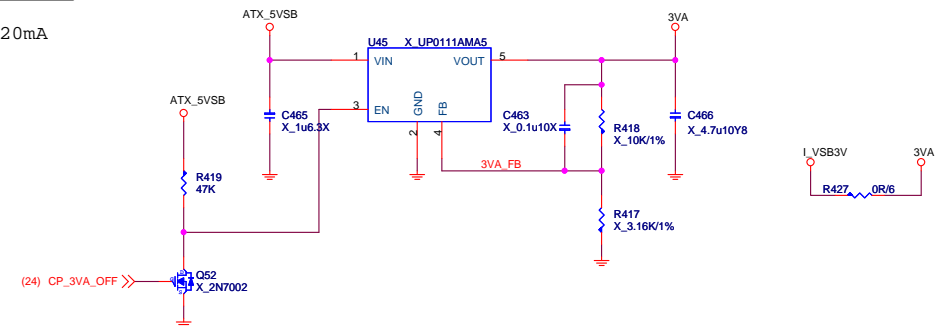 20mA
ATX_5VSB
3VA
U45 X_UP0111AMA5
1 VIN VOUT 5
3 EN GND FB
2 4
C465
X_1u6.3X
C463
X_0.1u10X
R418
X_10K/1%
C466
X_4.7u10Y8
ATX_5VSB
3VA_FB
I_VSB3V 3VA
R427 0R/6
R419
47K
R417
X_3.16K/1%
(24) CP_3VA_OFF
Q52
X_2N7002